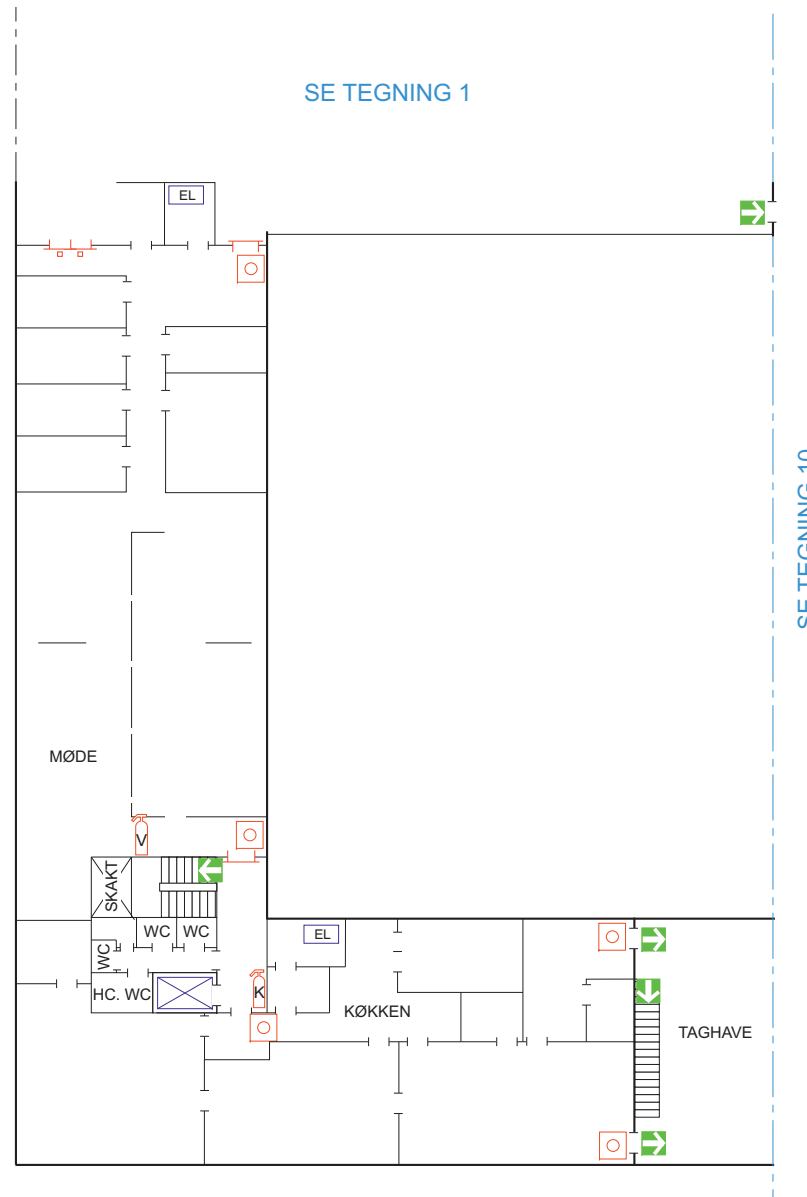 SE TEGNING 1
EL
SE TEGNING 10
MØDE
V
SKAKT
WC
WC
WC
HC. WC
EL
K
KØKKEN
TAGHAVE